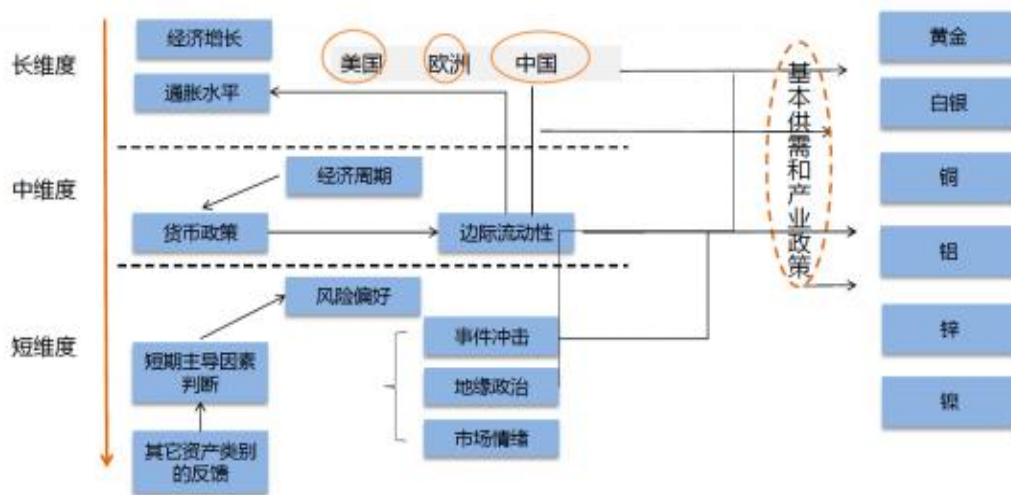 长维度
经济增长
通胀水平
美国 欧洲 中国
中维度
经济周期
货币政策
边际流动性
短维度
风险偏好
短期主导因素
判断
其它资产类别
的反馈
事件冲击
地缘政治
市场情绪
基本供需和产业政策
黄金
白银
铜
铝
锌
镍